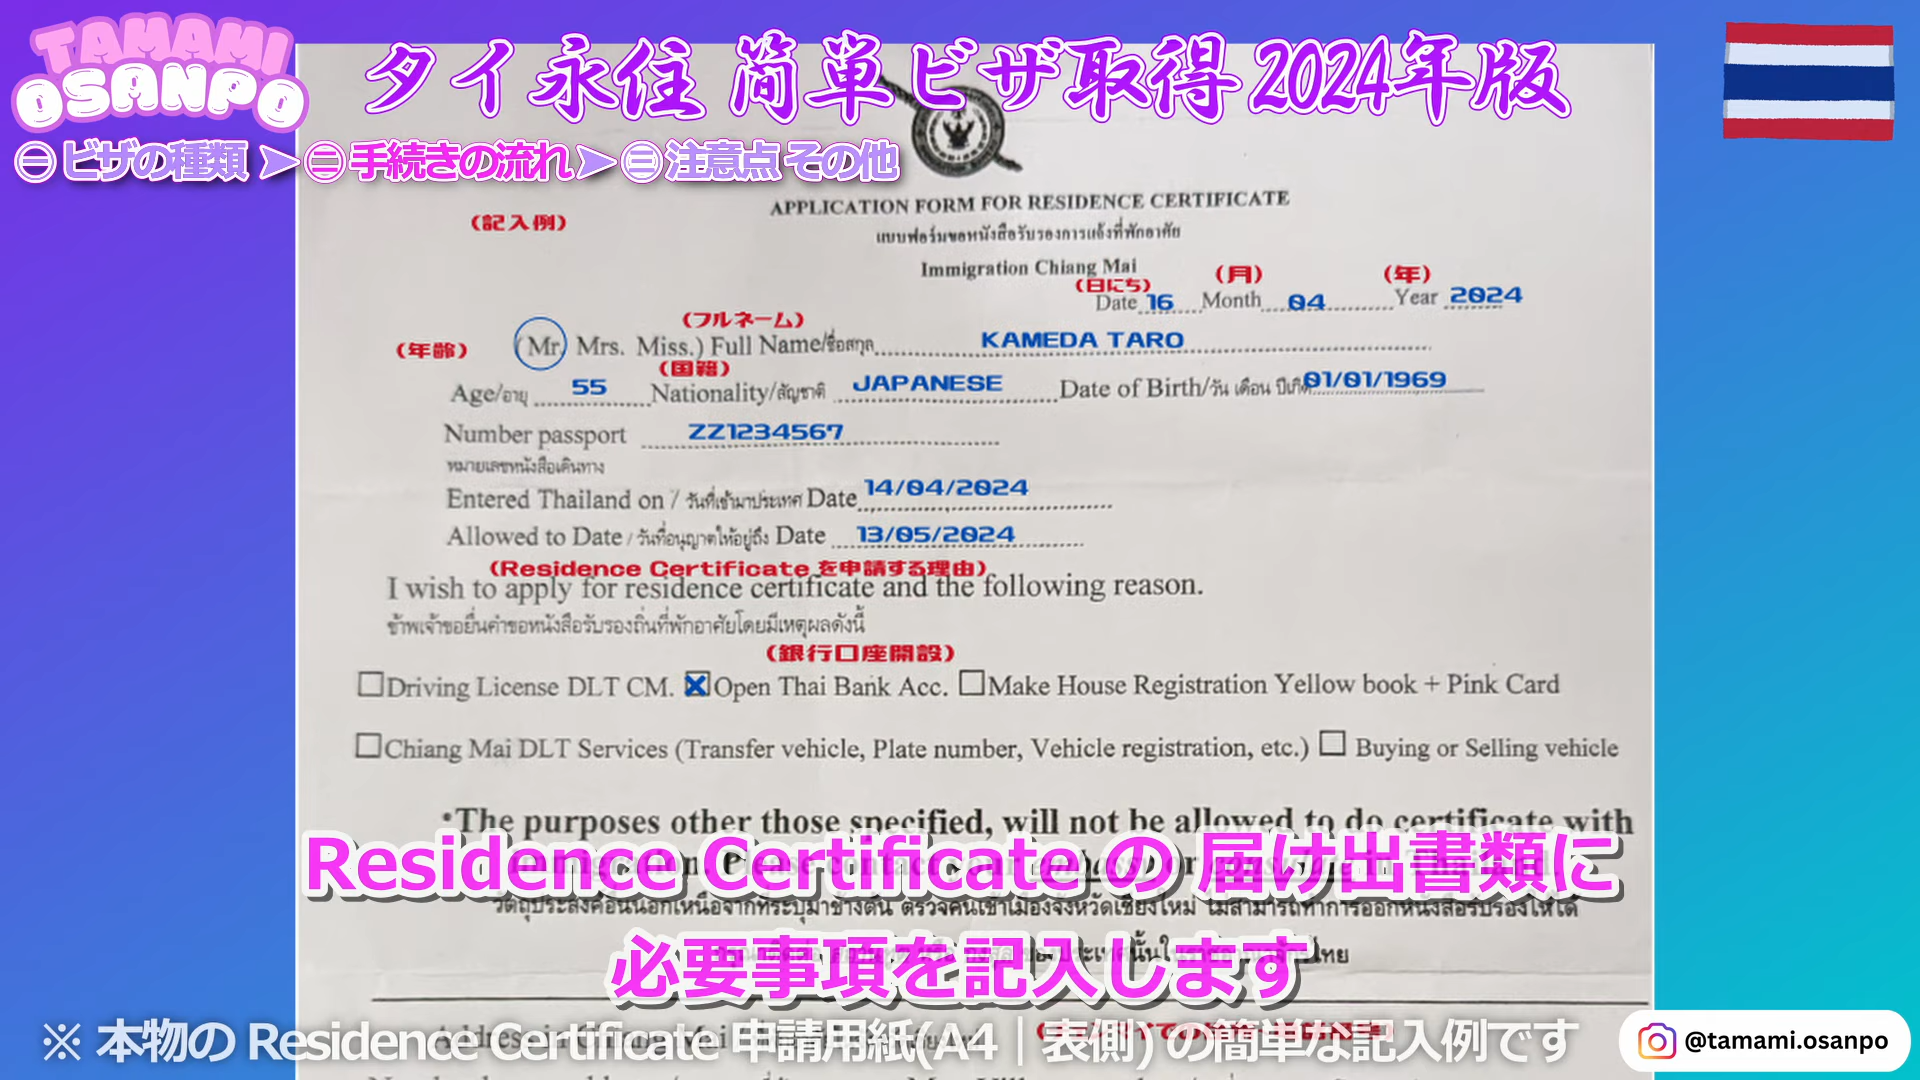 TAMAMI
OSANPO
タイ永住 簡単ビザ取得 2024年版
㊀ ビザの種類 ➤ ㊁ 手続きの流れ ➤ ㊂ 注意点 その他
APPLICATION FORM FOR RESIDENCE CERTIFICATE
(記入例)
แบบฟอร์มขอหนังสือรับรองการแจ้งที่พักอาศัย
Immigration Chiang Mai
(日にち) (月) (年)
Date 16 Month 04 Year 2024
(フルネーム)
(年齢)
(Mr. Mrs. Miss.) Full Name/ชื่อสกุล KAMEDA TARO
(国籍)
Age/อายุ 55 Nationality/สัญชาติ JAPANESE Date of Birth/วัน เดือน ปีเกิด 01/01/1969
Number passport ZZ1234567
หมายเลขหนังสือเดินทาง
Entered Thailand on / วันที่เข้ามาประเทศ Date 14/04/2024
Allowed to Date / วันที่อนุญาตให้อยู่ถึง Date 13/05/2024
(Residence Certificate を申請する理由)
I wish to apply for residence certificate and the following reason.
ข้าพเจ้าขอยื่นคำขอหนังสือรับรองถิ่นที่พักอาศัยโดยมีเหตุผลดังนี้
(銀行口座開設)
☐Driving License DLT CM. ☒Open Thai Bank Acc. ☐Make House Registration Yellow book + Pink Card
☐Chiang Mai DLT Services (Transfer vehicle, Plate number, Vehicle registration, etc.) ☐ Buying or Selling vehicle
•The purposes other those specified, will not be allowed to do certificate with
Residence Certificate の 届け出書類に
วัตถุประสงค์อื่นนอกเหนือจากที่ระบุมาข้างต้น ตรวจคนเข้าเมืองจังหวัดเชียงใหม่ ไม่สามารถทำการออกหนังสือรับรองให้ได้
必要事項を記入します
※ 本物の Residence Certificate 申請用紙(A4｜表側) の簡単な記入例です
@tamami.osanpo